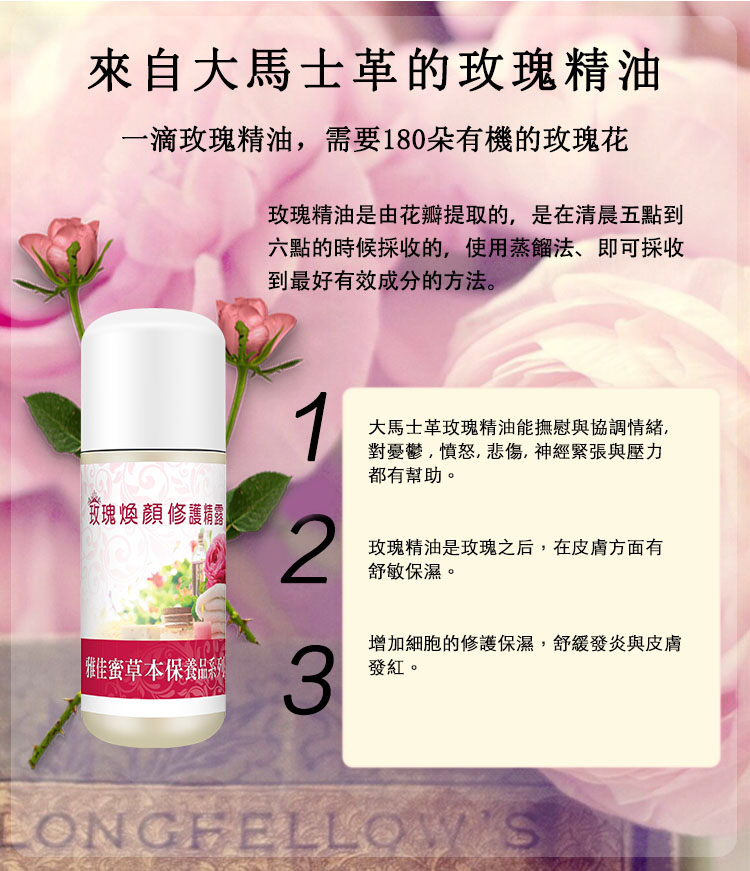 來自大馬士革的玫瑰精油
一滴玫瑰精油，需要180朵有機的玫瑰花
玫瑰精油是由花瓣提取的，是在清晨五點到
六點的時候採收的，使用蒸餾法、即可採收
到最好有效成分的方法。
1
大馬士革玫瑰精油能撫慰與協調情緒,
對憂鬱，憤怒, 悲傷, 神經緊張與壓力
都有幫助。
2
玫瑰精油是玫瑰之后，在皮膚方面有
舒敏保濕。
3
增加細胞的修護保濕，舒緩發炎與皮膚
發紅。
玫瑰煥顏修護精露
雅佳蜜草本保養品系列
LONGFELLOW'S